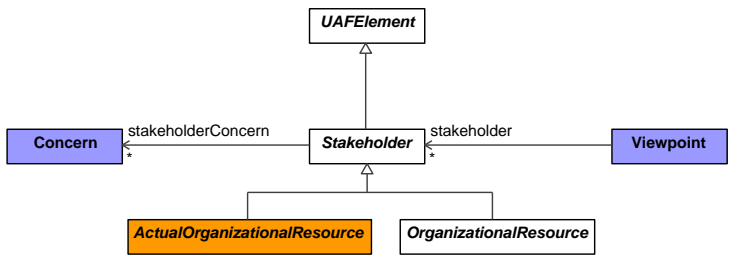 UAFElement
stakeholderConcern
stakeholder
Concern
Stakeholder
Viewpoint
*
*
ActualOrganizationalResource
OrganizationalResource